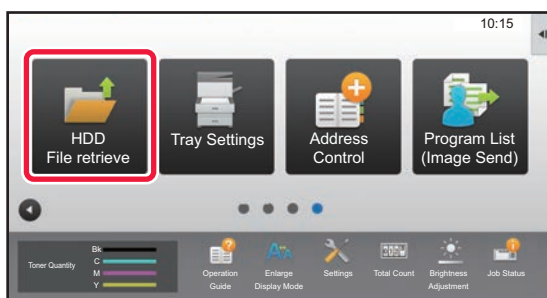 10:15
HDD
File retrieve
Tray Settings
Address
Control
Program List
(Image Send)
Toner Quantity
Bk
C
M
Y
Operation
Guide
Enlarge
Display Mode
Settings
Total Count
Brightness
Adjustment
Job Status